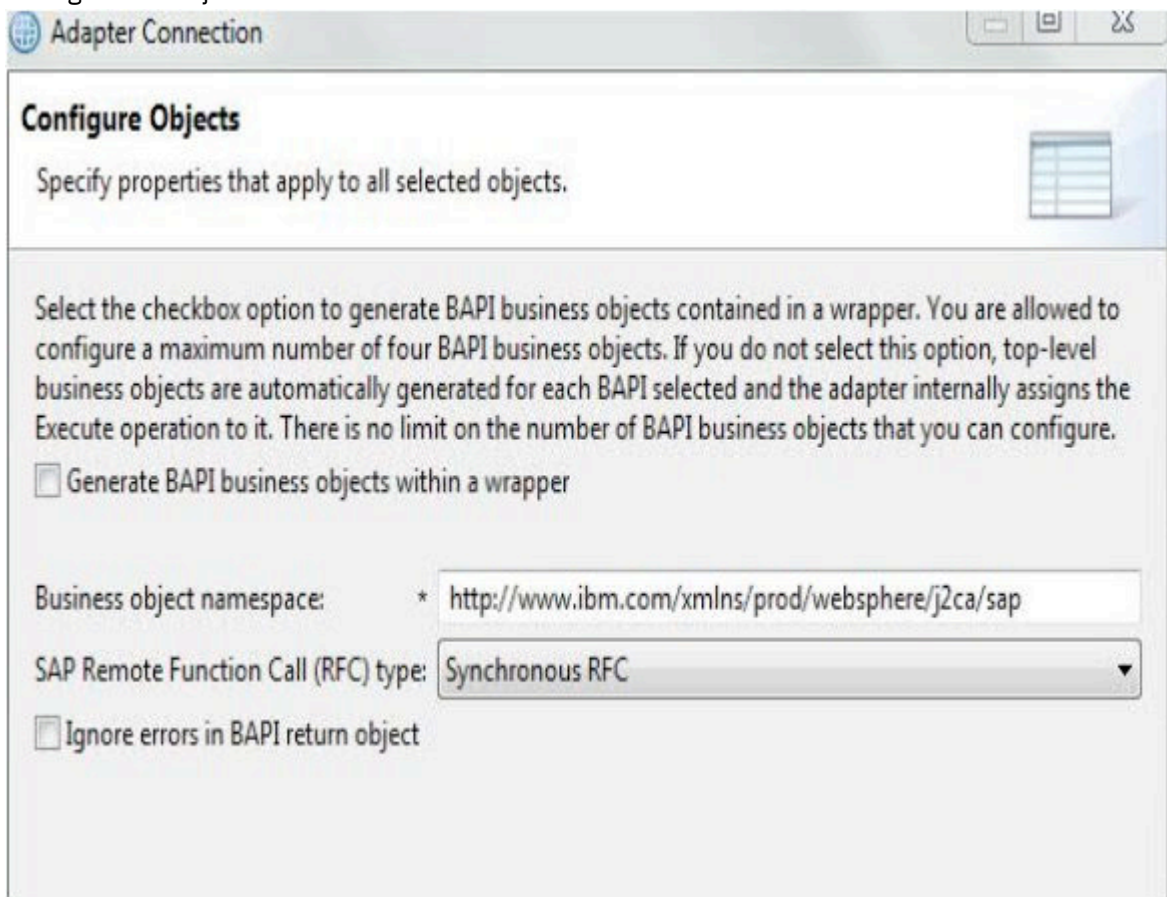 Adapter Connection
Configure Objects
Specify properties that apply to all selected objects.
Select the checkbox option to generate BAPI business objects contained in a wrapper. You are allowed to
configure a maximum number of four BAPI business objects. If you do not select this option, top-level
business objects are automatically generated for each BAPI selected and the adapter internally assigns the
Execute operation to it. There is no limit on the number of BAPI business objects that you can configure.
Generate BAPI business objects within a wrapper
Business object namespace: * http://www.ibm.com/xmlns/prod/websphere/j2ca/sap
SAP Remote Function Call (RFC) type: Synchronous RFC
Ignore errors in BAPI return object